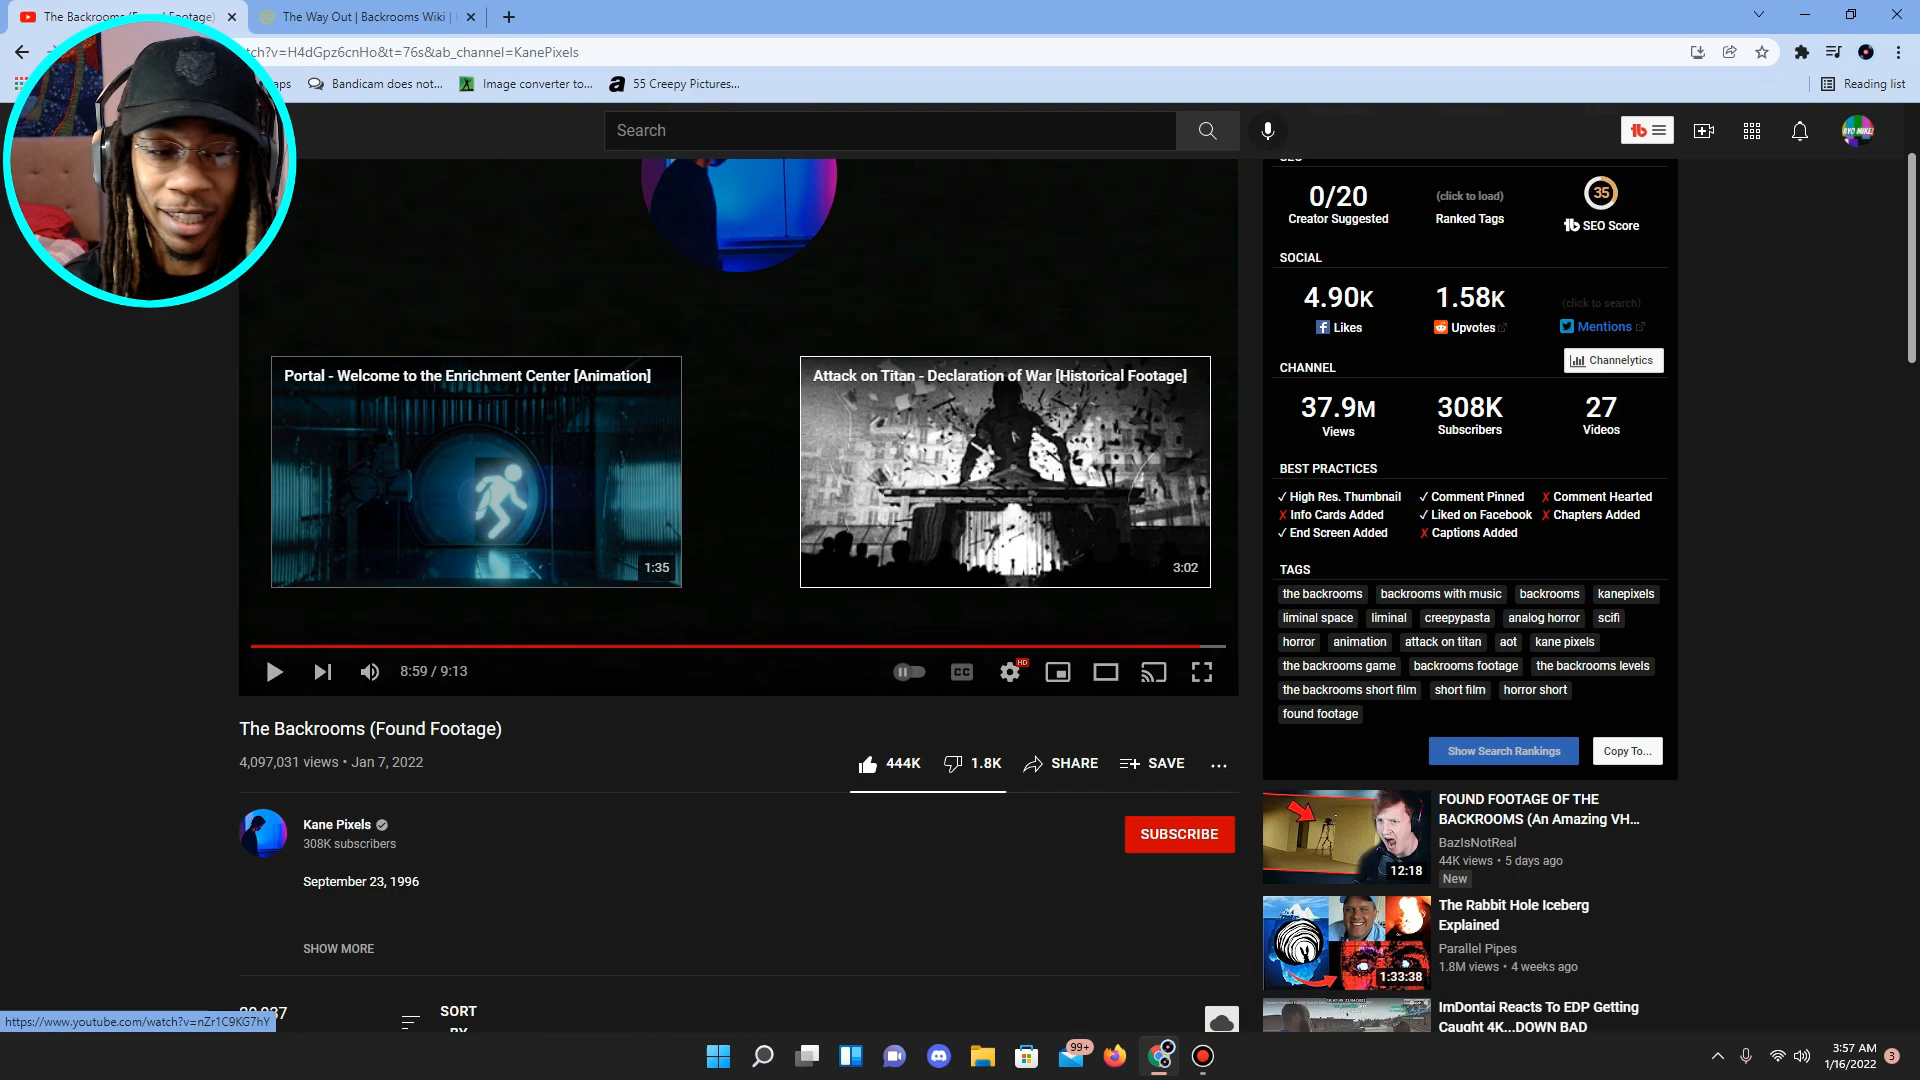 The Backrooms (Found Footage)
The Way Out | Backrooms Wiki |
tch?v=H4dGpz6cnHo&t=76s&ab_channel=KanePixels
aps
Bandicam does not...
Image converter to...
55 Creepy Pictures...
Reading list
Search
AYO MIKE!
0/20
Creator Suggested
(click to load)
Ranked Tags
35
SEO Score
SOCIAL
4.90K
Likes
1.58K
Upvotes
(click to search)
Mentions
CHANNEL
Channelytics
37.9M
Views
308K
Subscribers
27
Videos
BEST PRACTICES
✓ High Res. Thumbnail ✓ Comment Pinned ✗ Comment Hearted
✗ Info Cards Added ✓ Liked on Facebook ✗ Chapters Added
✓ End Screen Added ✗ Captions Added
TAGS
the backrooms backrooms with music backrooms kanepixels
liminal space liminal creepypasta analog horror scifi
horror animation attack on titan aot kane pixels
the backrooms game backrooms footage the backrooms levels
the backrooms short film short film horror short
found footage
Show Search Rankings
Copy To...
Portal - Welcome to the Enrichment Center [Animation]
1:35
Attack on Titan - Declaration of War [Historical Footage]
3:02
8:59 / 9:13
CC
HD
The Backrooms (Found Footage)
4,097,031 views • Jan 7, 2022
444K
1.8K
SHARE
SAVE
Kane Pixels
308K subscribers
SUBSCRIBE
September 23, 1996
SHOW MORE
SORT
FOUND FOOTAGE OF THE
BACKROOMS (An Amazing VH...
BazIsNotReal
44K views • 5 days ago
New
12:18
The Rabbit Hole Iceberg
Explained
Parallel Pipes
1.8M views • 4 weeks ago
1:33:38
ImDontai Reacts To EDP Getting
Caught 4K...DOWN BAD
https://www.youtube.com/watch?v=nZr1C9KG7hY
99+
3:57 AM
1/16/2022
3